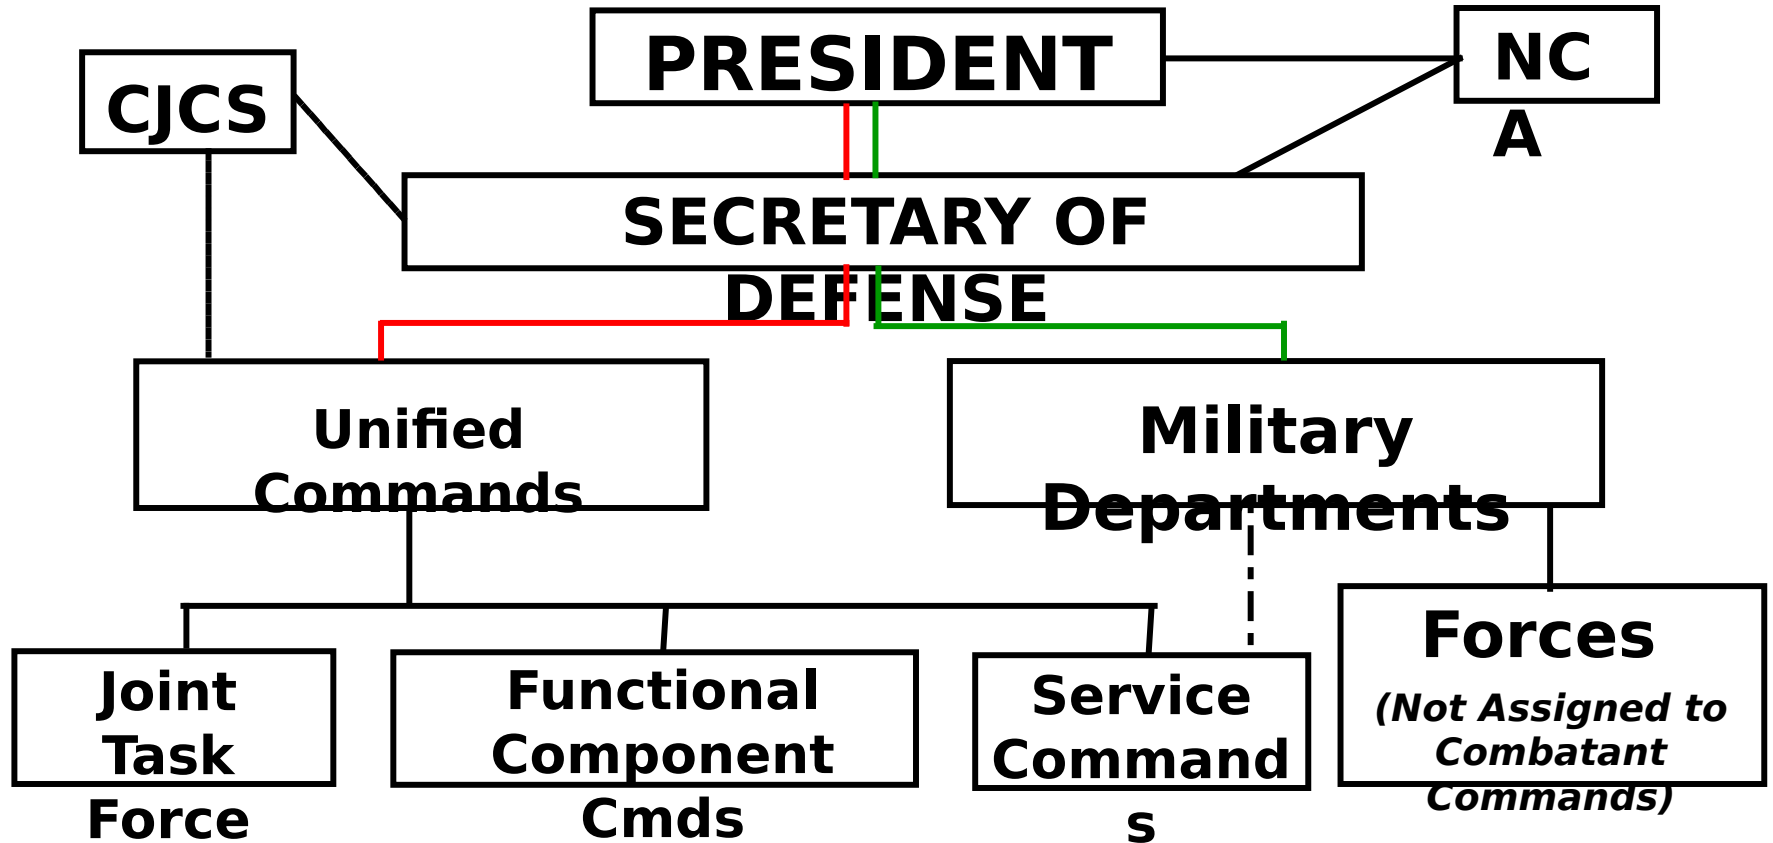 PRESIDENT
NC
A
CJCS
SECRETARY OF
DEFENSE
Unified
Commands
Military
Departments
Joint
Task
Force
Functional
Component
Cmds
Service
Command
s
Forces
(Not Assigned to
Combatant
Commands)